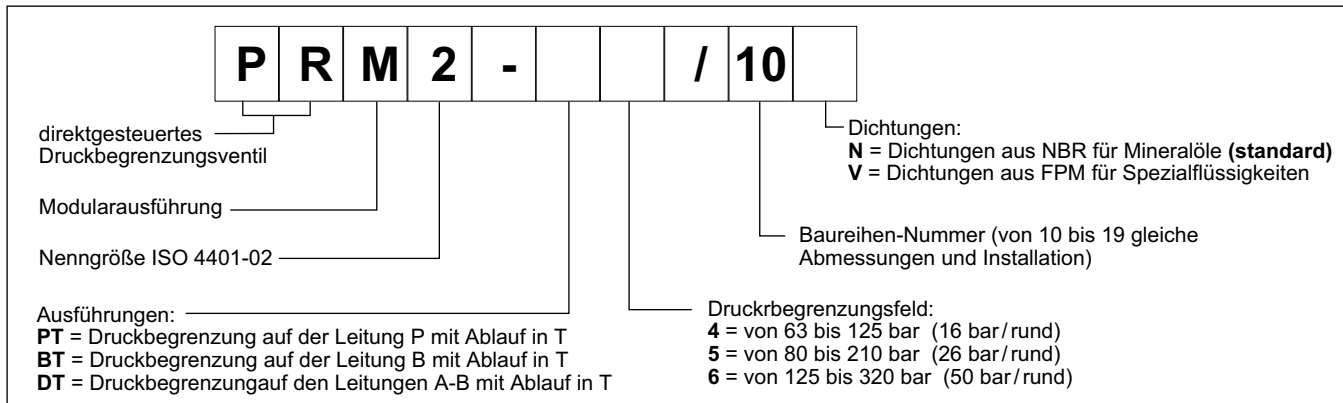 P R M 2 - / 10
direktgesteuertes
Druckbegrenzungsventil
Modularausführung
Nenngröße ISO 4401-02
Ausführungen:
PT = Druckbegrenzung auf der Leitung P mit Ablauf in T
BT = Druckbegrenzung auf der Leitung B mit Ablauf in T
DT = Druckbegrenzungauf den Leitungen A-B mit Ablauf in T
Dichtungen:
N = Dichtungen aus NBR für Mineralöle (standard)
V = Dichtungen aus FPM für Spezialflüssigkeiten
Baureihen-Nummer (von 10 bis 19 gleiche
Abmessungen und Installation)
Druckrbegrenzungsfeld:
4 = von 63 bis 125 bar (16 bar/rund)
5 = von 80 bis 210 bar (26 bar/rund)
6 = von 125 bis 320 bar (50 bar/rund)